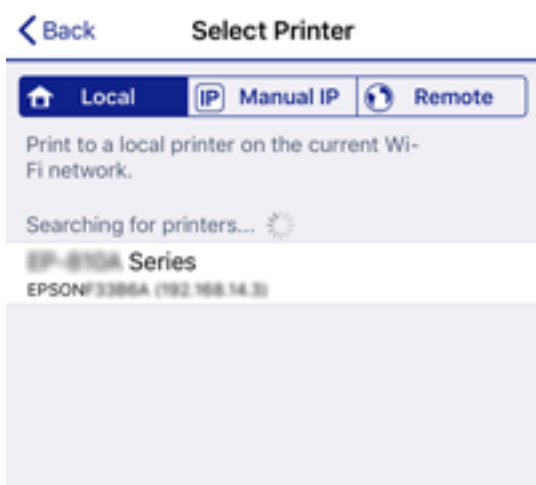 Back Select Printer
Local IP Manual IP Remote
Print to a local printer on the current Wi-
Fi network.
Searching for printers...
Series
EPSON